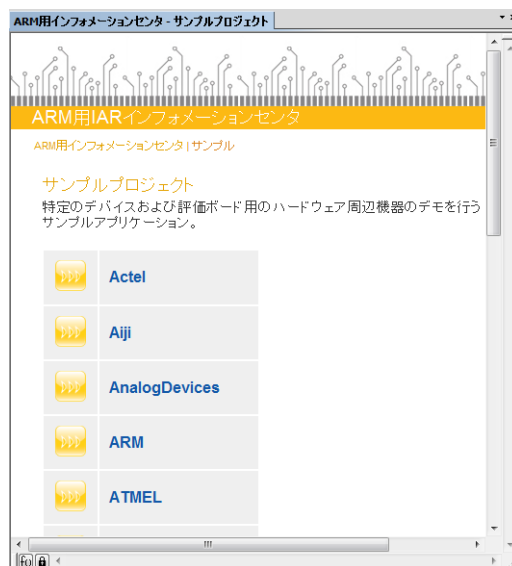 ARM用インフォメーションセンタ - サンプルプロジェクト
ARM用IARインフォメーションセンタ
ARM用インフォメーションセンタ | サンプル
サンプルプロジェクト
特定のデバイスおよび評価ボード用のハードウェア周辺機器のデモを行う
サンプルアプリケーション。
Actel
Aiji
AnalogDevices
ARM
ATMEL
fo